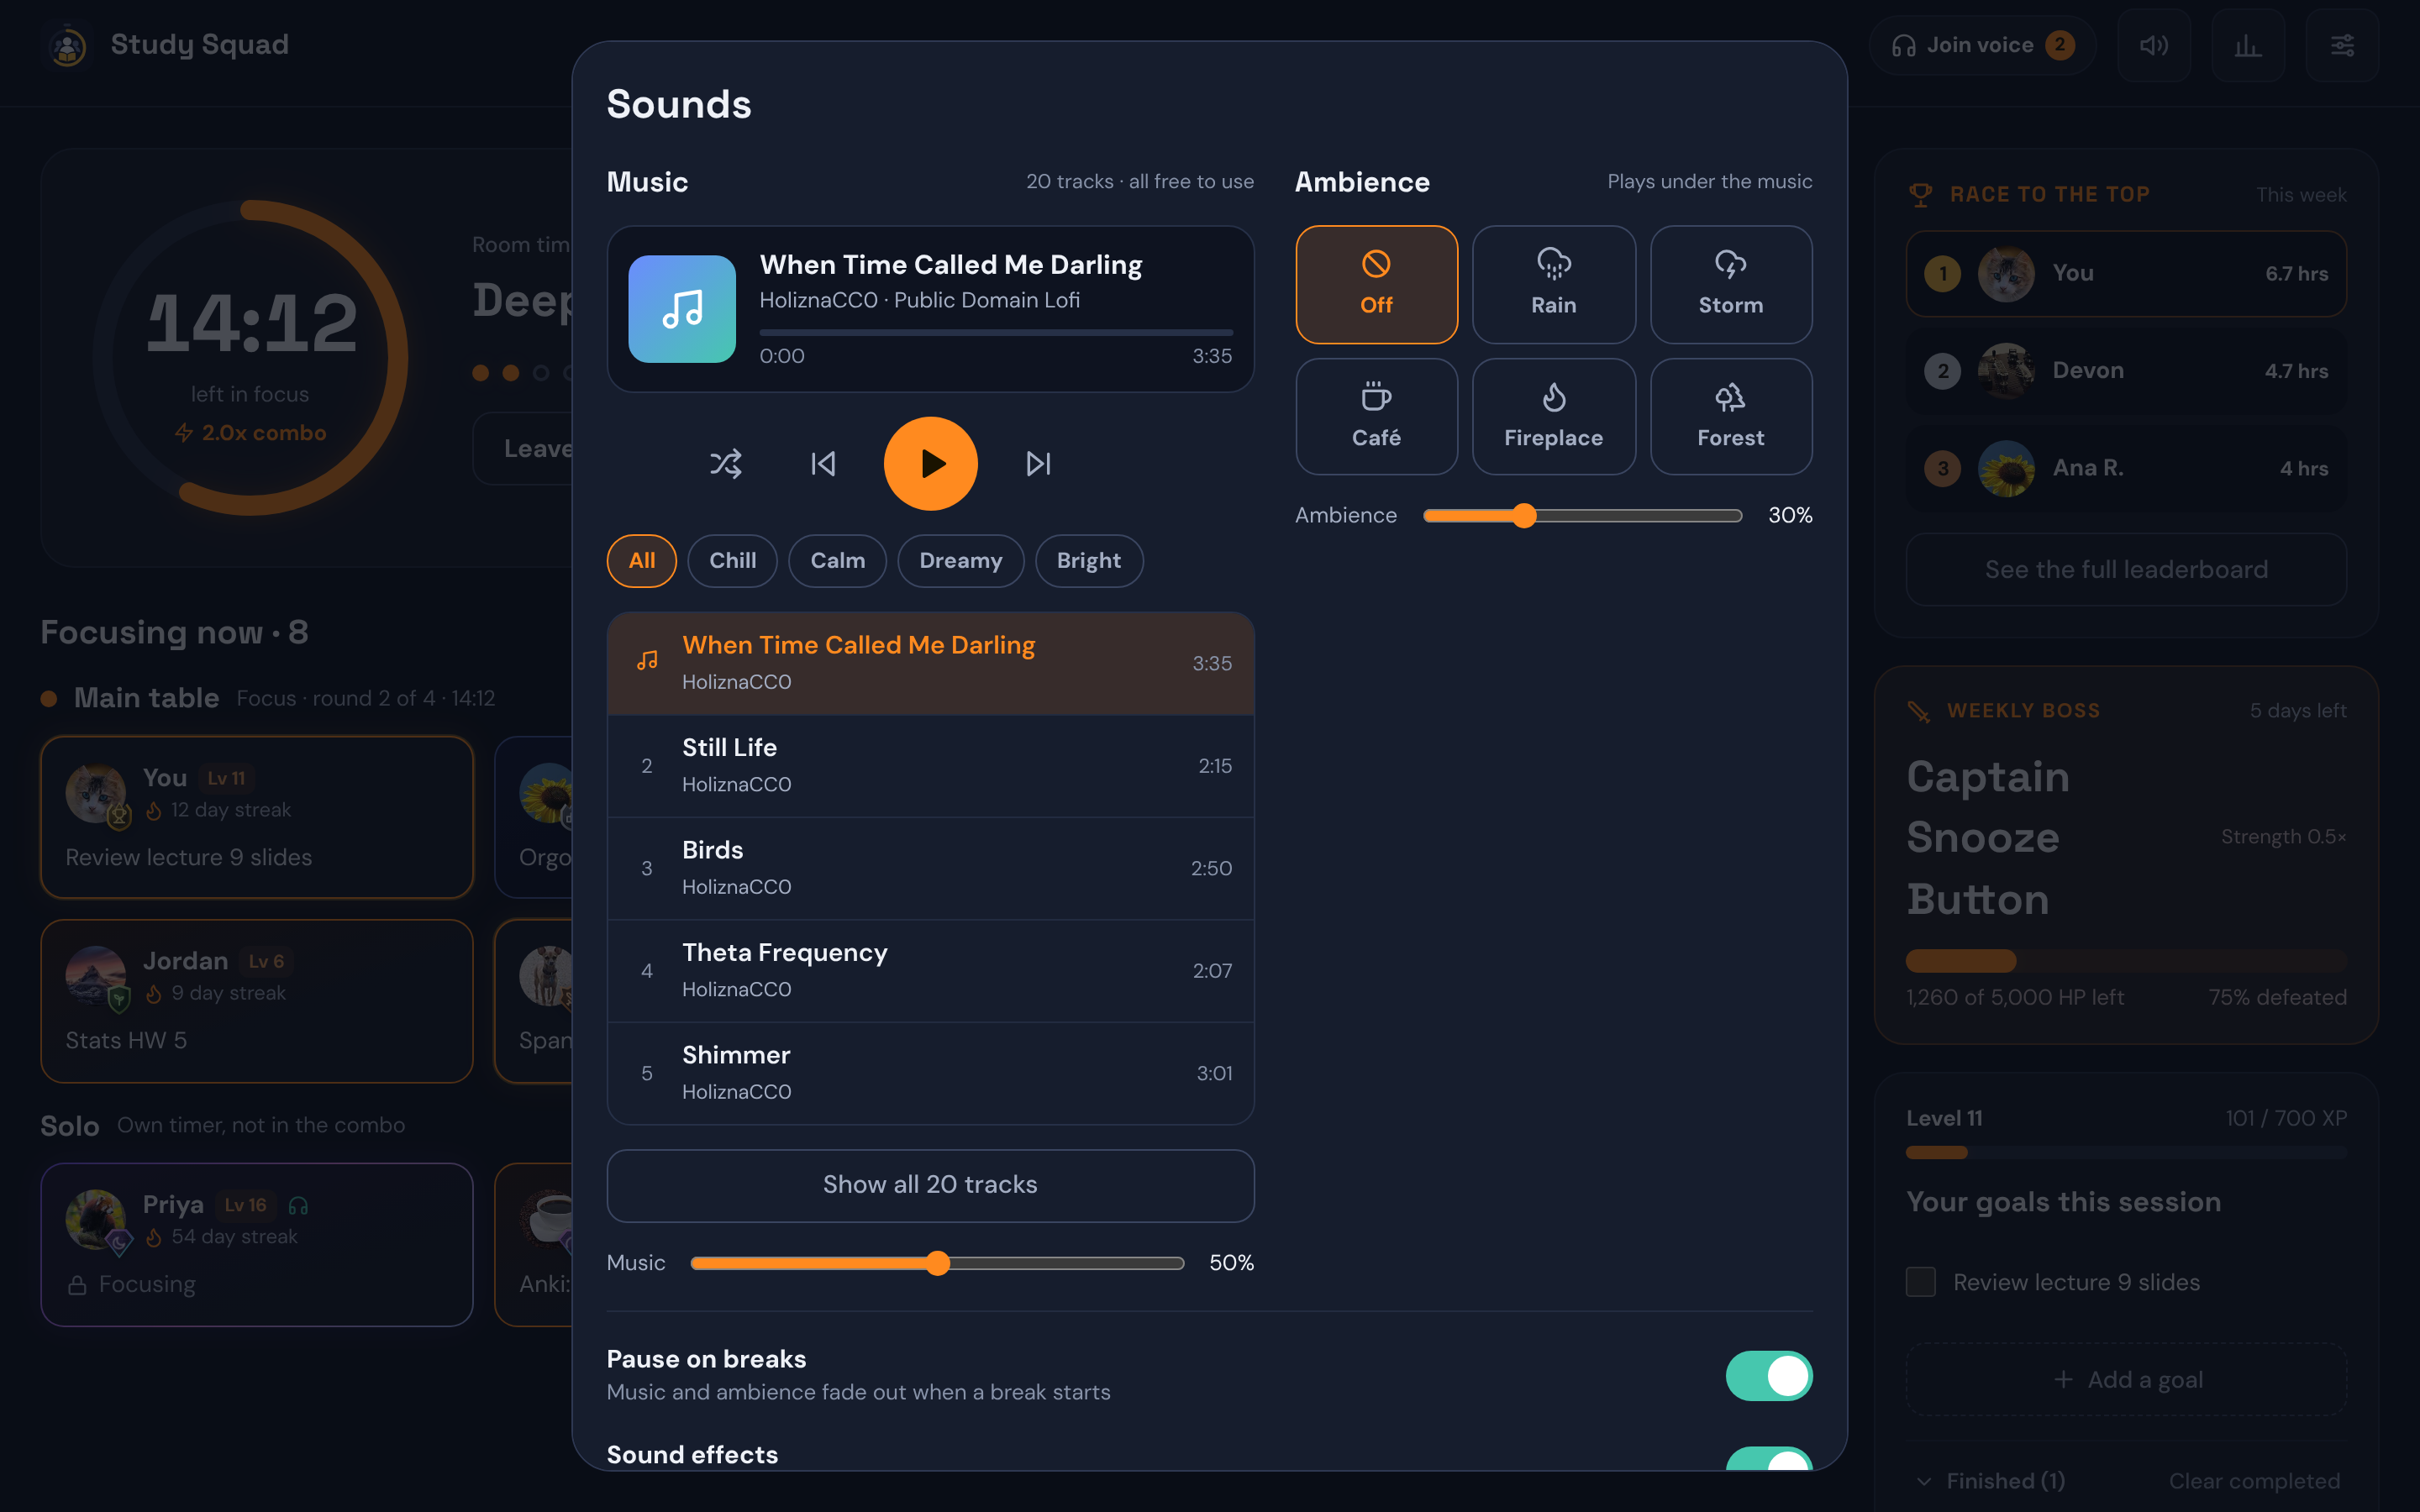 Study Squad
Join voice 2
Sounds
Music
20 tracks · all free to use
When Time Called Me Darling
HoliznaCC0 · Public Domain Lofi
0:00
3:35
All
Chill
Calm
Dreamy
Bright
When Time Called Me Darling
HoliznaCC0
3:35
2
Still Life
HoliznaCC0
2:15
3
Birds
HoliznaCC0
2:50
4
Theta Frequency
HoliznaCC0
2:07
5
Shimmer
HoliznaCC0
3:01
Show all 20 tracks
Music
50%
Ambience
Plays under the music
Off
Rain
Storm
Café
Fireplace
Forest
Ambience
30%
Pause on breaks
Music and ambience fade out when a break starts
Sound effects
14:12
left in focus
2.0x combo
Room tim
Deep
Leave
Focusing now · 8
Main table
Focus · round 2 of 4 · 14:12
You
Lv 11
12 day streak
Review lecture 9 slides
Orgo
Jordan
Lv 6
9 day streak
Stats HW 5
Span
Solo
Own timer, not in the combo
Priya
Lv 16
54 day streak
Focusing
Anki:
RACE TO THE TOP
This week
1
You
6.7 hrs
2
Devon
4.7 hrs
3
Ana R.
4 hrs
See the full leaderboard
WEEKLY BOSS
5 days left
Captain
Snooze
Button
Strength 0.5×
1,260 of 5,000 HP left
75% defeated
Level 11
101 / 700 XP
Your goals this session
Review lecture 9 slides
Add a goal
Finished (1)
Clear completed